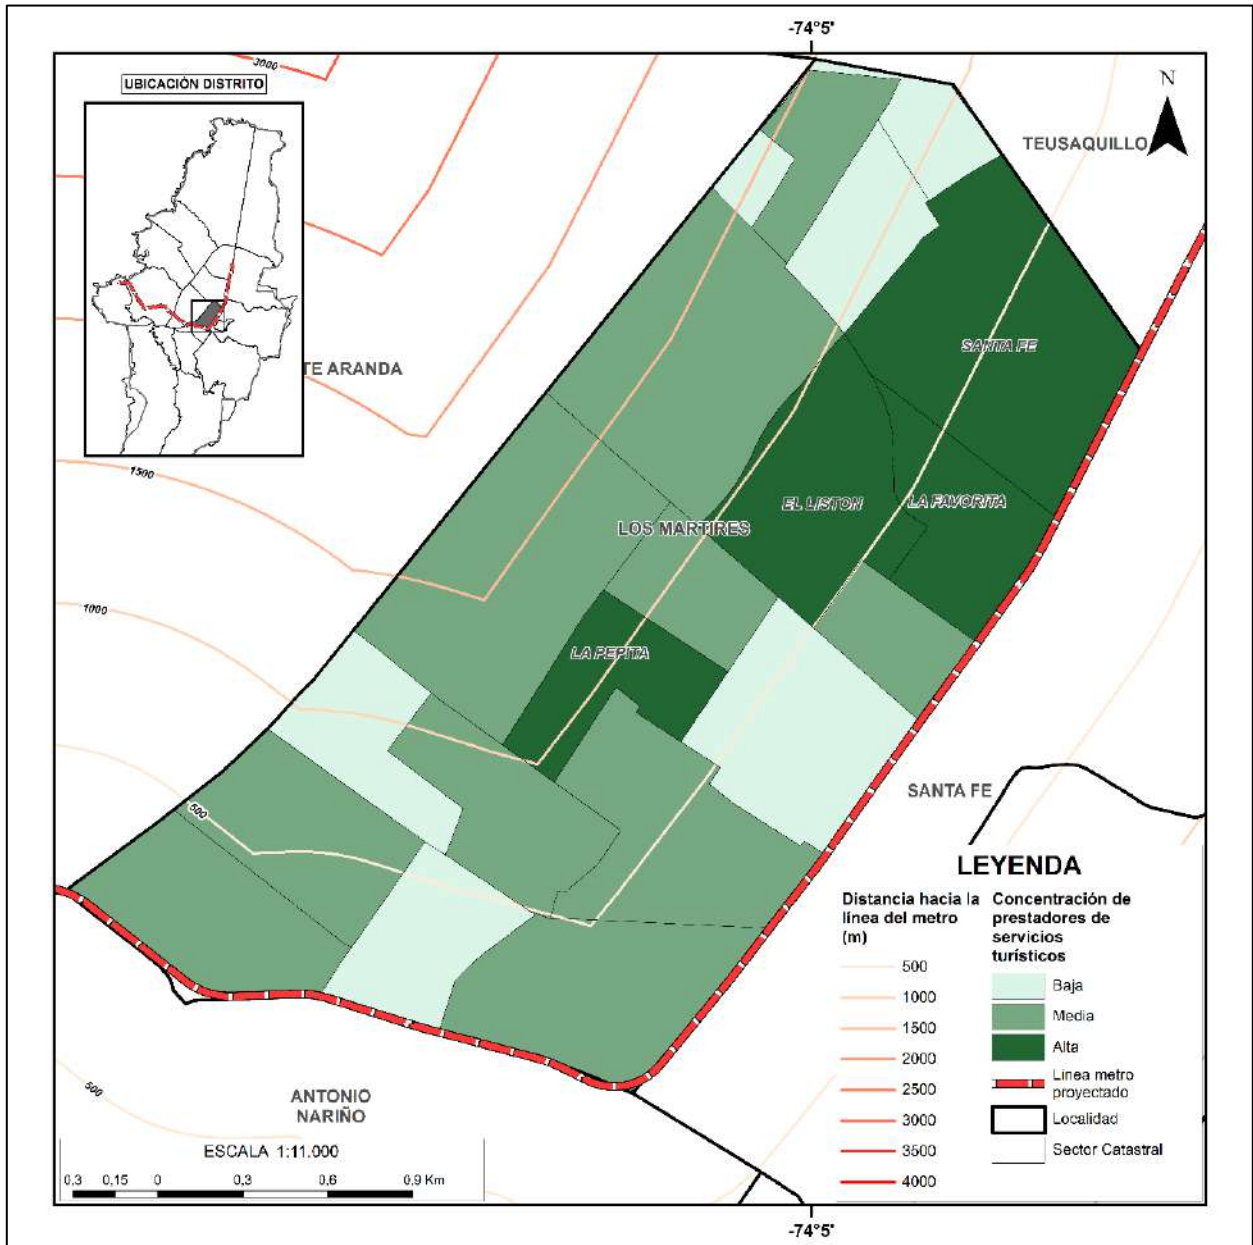 -74°5'
3000
UBICACIÓN DISTRITO
N
TEUSAQUILLO
TE ARANDA
SANTA FE
1500
EL LISTON
LA FAVORITA
LOS MARTIRES
1000
LA PEPITA
500
SANTA FE
LEYENDA
Distancia hacia la
línea del metro
(m)
500
1000
1500
2000
2500
3000
3500
4000
Concentración de
prestadores de
servicios
turísticos
Baja
Media
Alta
Linea metro
proyectado
Localidad
Sector Catastral
500
ANTONIO
NARIÑO
ESCALA 1:11.000
0,3 0,15 0 0,3 0,6 0,9 Km
-74°5'